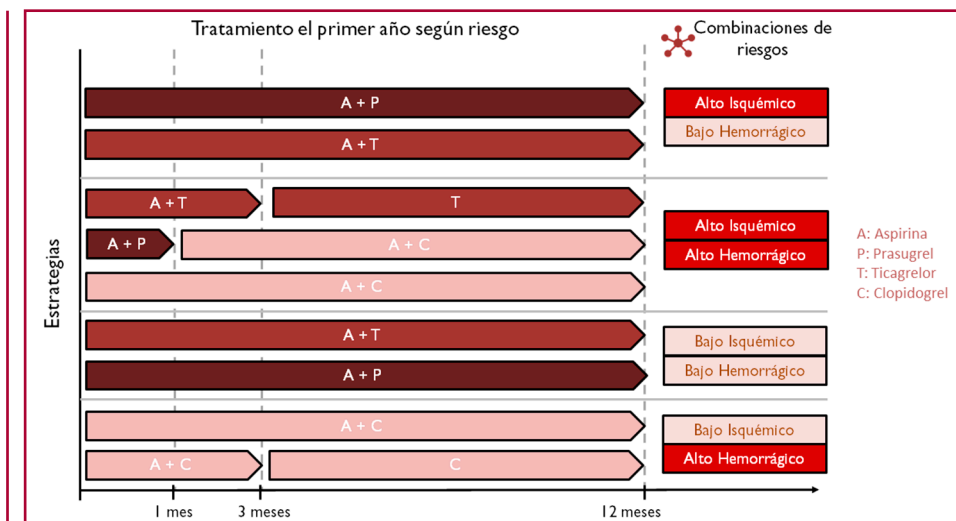 Tratamiento el primer año según riesgo
Combinaciones de
riesgos
Estrategias
A + P
Alto Isquémico
Bajo Hemorrágico
A + T
A + T
T
Alto Isquémico
A + P
A + C
Alto Hemorrágico
A + C
A: Aspirina
P: Prasugrel
T: Ticagrelor
C: Clopidogrel
A + T
Bajo Isquémico
Bajo Hemorrágico
A + P
A + C
Bajo Isquémico
Alto Hemorrágico
A + C
C
1 mes
3 meses
12 meses